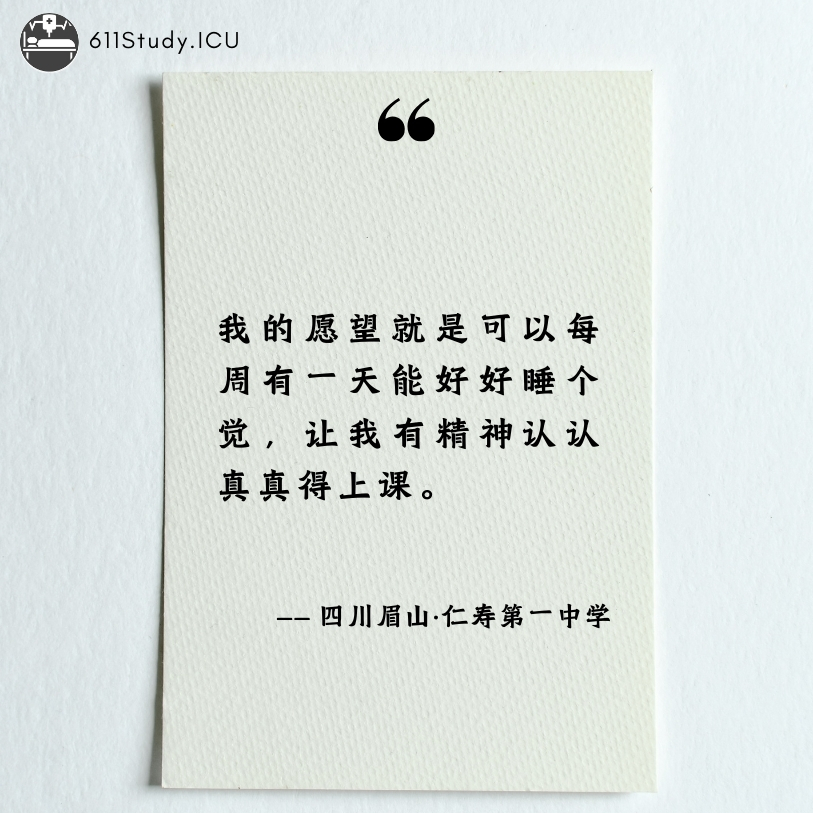 611Study.ICU
“
我的愿望就是可以每
周有一天能好好睡个
觉，让我有精神认认
真真得上课。
—— 四川眉山·仁寿第一中学